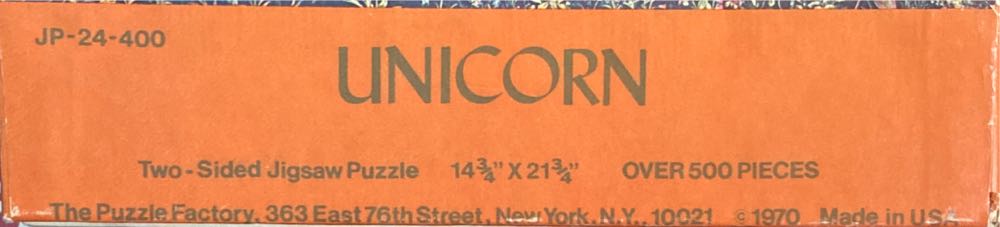 JP-24-400
UNICORN
Two-Sided Jigsaw Puzzle 14¾" X 21¾" OVER 500 PIECES
The Puzzle Factory, 363 East 76th Street, New York, N.Y., 10021 © 1970 Made in USA